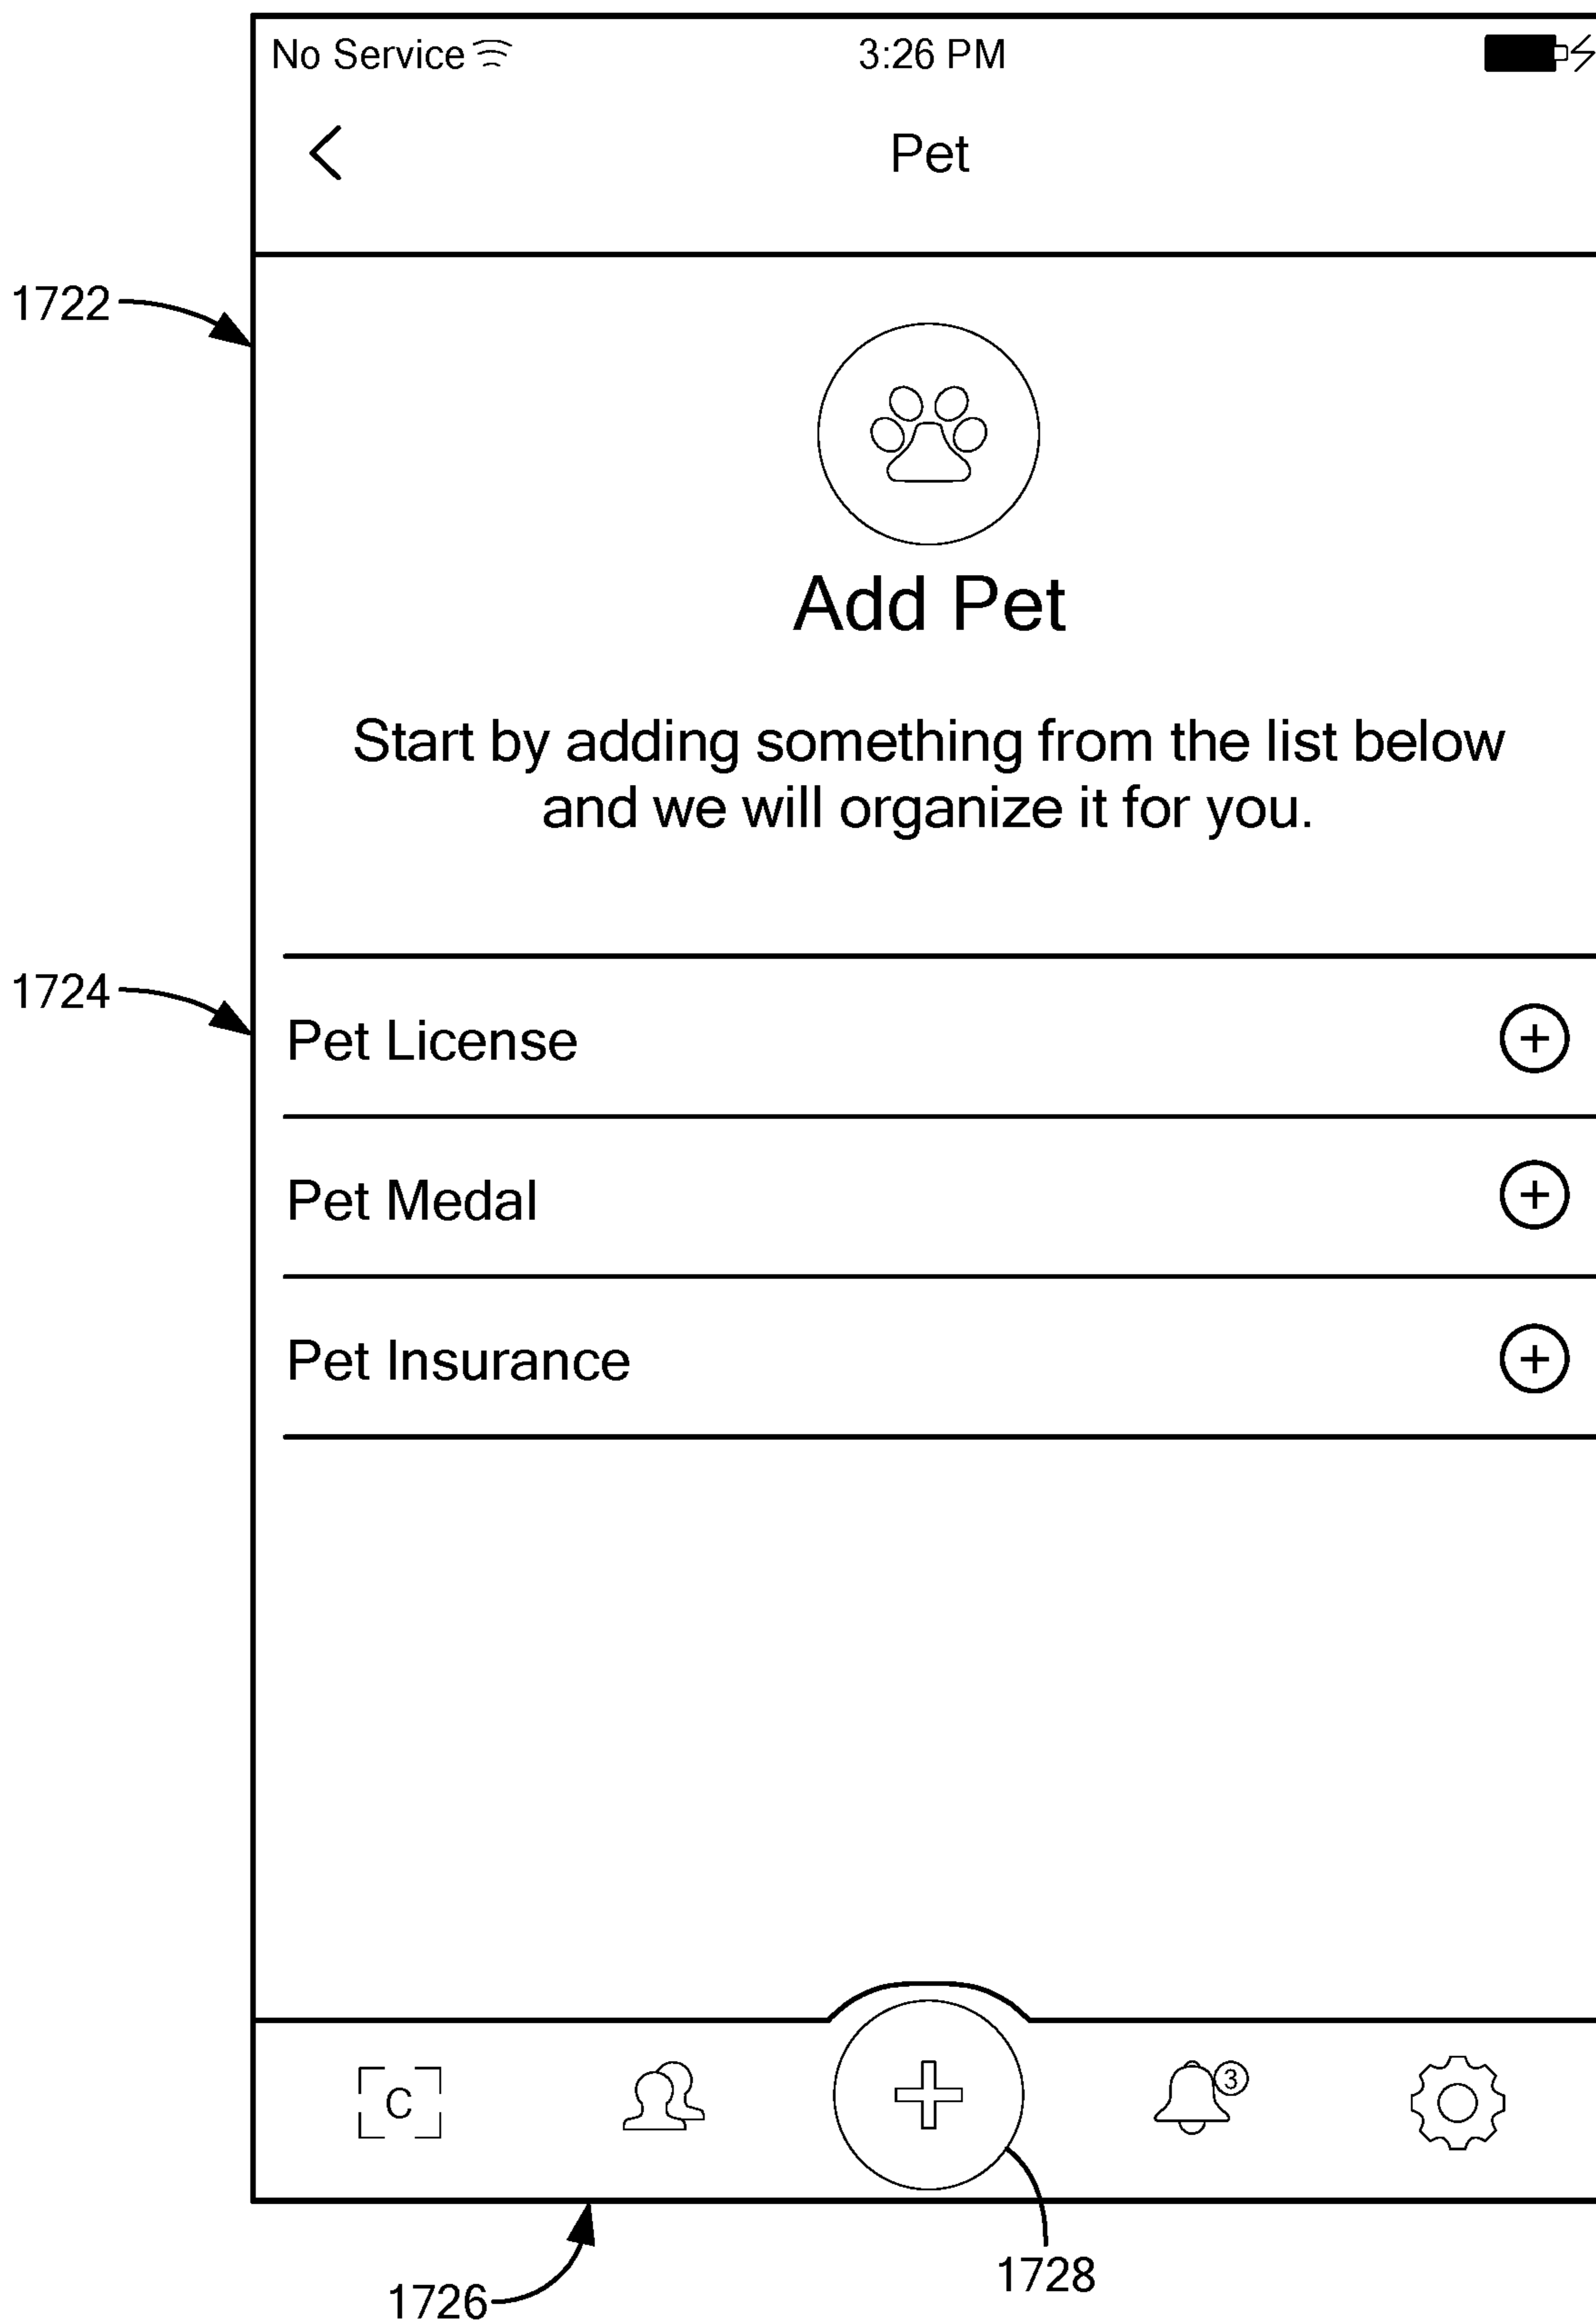 No Service 3:26 PM
Pet
1722
Add Pet
Start by adding something from the list below
and we will organize it for you.
1724
Pet License
Pet Medal
Pet Insurance
C
3
1728
1726